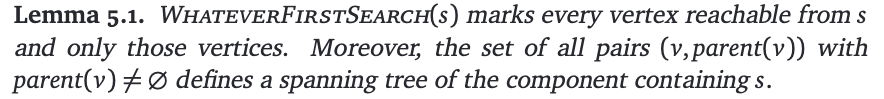 Lemma 5.1. WHATEVERFIRSTSEARCH(s) marks every vertex reachable from s
and only those vertices. Moreover, the set of all pairs (v, parent(v)) with
parent(v) ≠ ∅ defines a spanning tree of the component containing s.